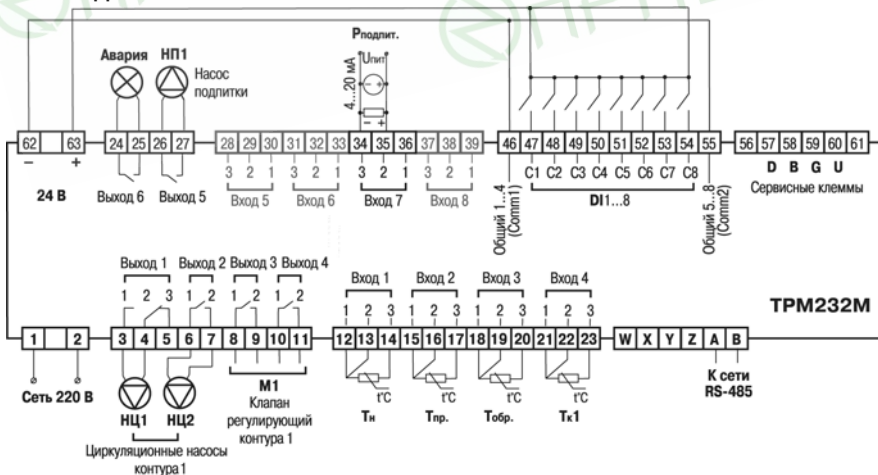 Рподпит.
Авария НП1
Uпит
Насос
подпитки
4...20 мА
– +
– +
62 63 24 25 26 27 28 29 30 31 32 33 34 35 36 37 38 39 46 47 48 49 50 51 52 53 54 55 56 57 58 59 60 61
– +
3 2 1 3 2 1 3 2 1 3 2 1
C1 C2 C3 C4 C5 C6 C7 C8
D B G U
24 В
Выход 6 Выход 5
Вход 5 Вход 6 Вход 7 Вход 8
Общий 1...4
(Comm1)
DI1...8
Общий 5...8
(Comm2)
Сервисные клеммы
Выход 1 Выход 2 Выход 3 Выход 4
1 2 3 1 2 1 2 1 2
Вход 1 Вход 2 Вход 3 Вход 4
1 2 3 1 2 3 1 2 3 1 2 3
ТРМ232М
1 2 3 4 5 6 7 8 9 10 11 12 13 14 15 16 17 18 19 20 21 22 23 W X Y Z A B
Сеть 220 В
НЦ1 НЦ2
М1
Клапан
регулирующий
контура 1
t°C t°C t°C t°C
Тн Тпр. Тобр. Тк1
К сети
RS-485
Циркуляционные насосы
контура1